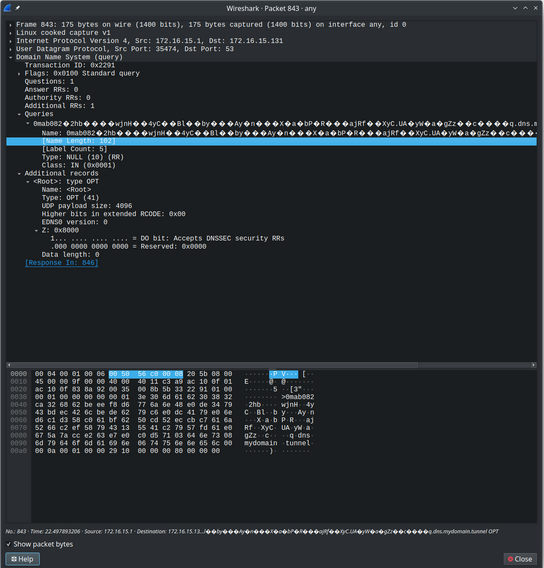 Wireshark · Packet 843 · any
Frame 843: 175 bytes on wire (1400 bits), 175 bytes captured (1400 bits) on interface any, id 0
Linux cooked capture v1
Internet Protocol Version 4, Src: 172.16.15.1, Dst: 172.16.15.131
User Datagram Protocol, Src Port: 35474, Dst Port: 53
Domain Name System (query)
Transaction ID: 0x2291
Flags: 0x0100 Standard query
Questions: 1
Answer RRs: 0
Authority RRs: 0
Additional RRs: 1
Queries
0mab082�2hb����wjnH��4yC��Bl��by���Ay�n���X�a�bP�R���ajRf��XyC.UA�yW�a�gZz��c����q.dns.m
Name: 0mab082�2hb����wjnH��4yC��Bl��by���Ay�n���X�a�bP�R���ajRf��XyC.UA�yW�a�gZz��c���
[Name Length: 102]
[Label Count: 5]
Type: NULL (10) (RR)
Class: IN (0x0001)
Additional records
<Root>: type OPT
Name: <Root>
Type: OPT (41)
UDP payload size: 4096
Higher bits in extended RCODE: 0x00
EDNS0 version: 0
Z: 0x8000
1... .... .... .... = DO bit: Accepts DNSSEC security RRs
.000 0000 0000 0000 = Reserved: 0x0000
Data length: 0
[Response In: 846]
0000 00 04 00 01 00 06 00 50 56 c0 00 08 20 5b 08 00 ·······P V··· [··
0010 45 00 00 9f 00 00 40 00 40 11 c3 a9 ac 10 0f 01 E·····@· @·······
0020 ac 10 0f 83 8a 92 00 35 00 8b 5b 33 22 91 01 00 ·······5 ··[3"···
0030 00 01 00 00 00 00 00 01 3e 30 6d 61 62 30 38 32 ········ >0mab082
0040 ca 32 68 62 be ee f8 d6 77 6a 6e 48 e0 de 34 79 ·2hb···· wjnH··4y
0050 43 bd ec 42 6c be de 62 79 c6 e0 dc 41 79 e0 6e C··Bl··b y···Ay·n
0060 d6 c1 d3 58 c0 61 bf 62 50 cd 52 ec cb c7 61 6a ···X·a·b P·R···aj
0070 52 66 c2 ef 58 79 43 13 55 41 c2 79 57 fd 61 e0 Rf··XyC· UA·yW·a·
0080 67 5a 7a cc e2 63 e7 e0 c0 d5 71 03 64 6e 73 08 gZz··c·· ··q·dns·
0090 6d 79 64 6f 6d 61 69 6e 06 74 75 6e 6e 65 6c 00 mydomain ·tunnel·
00a0 00 0a 00 01 00 00 29 10 00 00 00 80 00 00 00 ······)· ·······
No.: 843 · Time: 22.497893206 · Source: 172.16.15.1 · Destination: 172.16.15.13...l��by���Ay�n���X�a�bP�R���ajRf��XyC.UA�yW�a�gZz��c����q.dns.mydomain.tunnel OPT
Show packet bytes
Help
Close